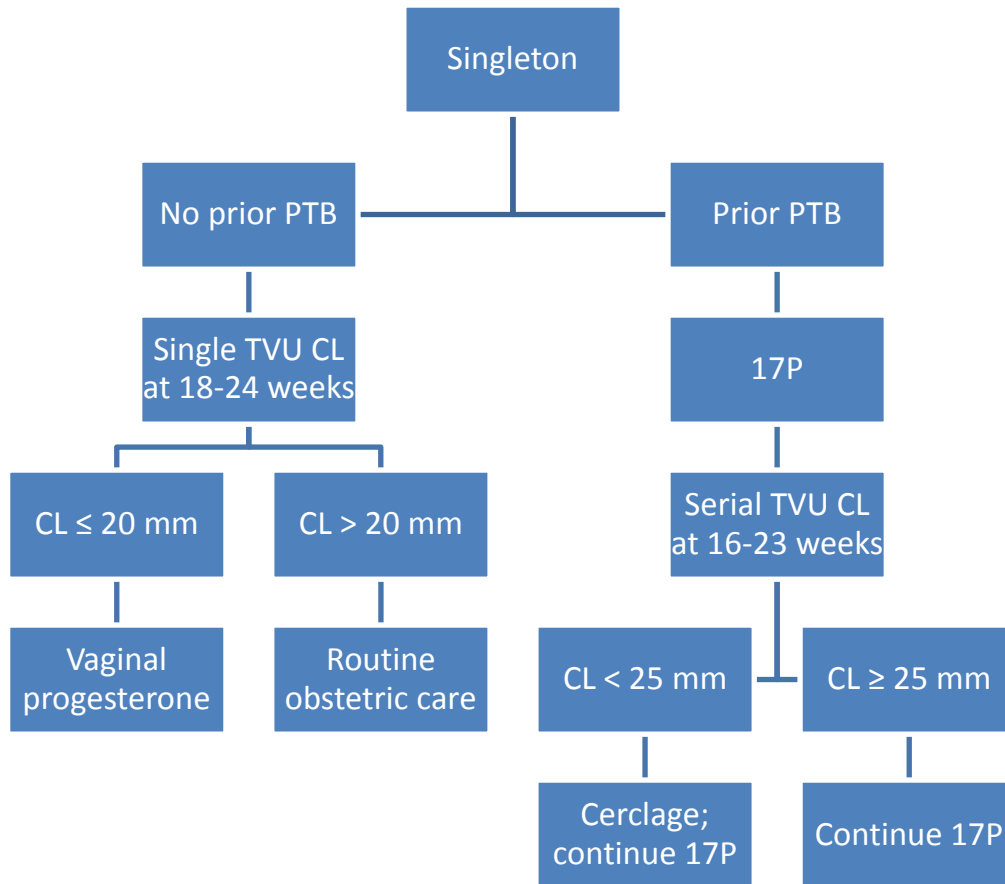 Singleton
No prior PTB
Prior PTB
Single TVU CL
at 18-24 weeks
17P
CL ≤ 20 mm
CL > 20 mm
Serial TVU CL
at 16-23 weeks
Vaginal
progesterone
Routine
obstetric care
CL < 25 mm
CL ≥ 25 mm
Cerclage;
continue 17P
Continue 17P